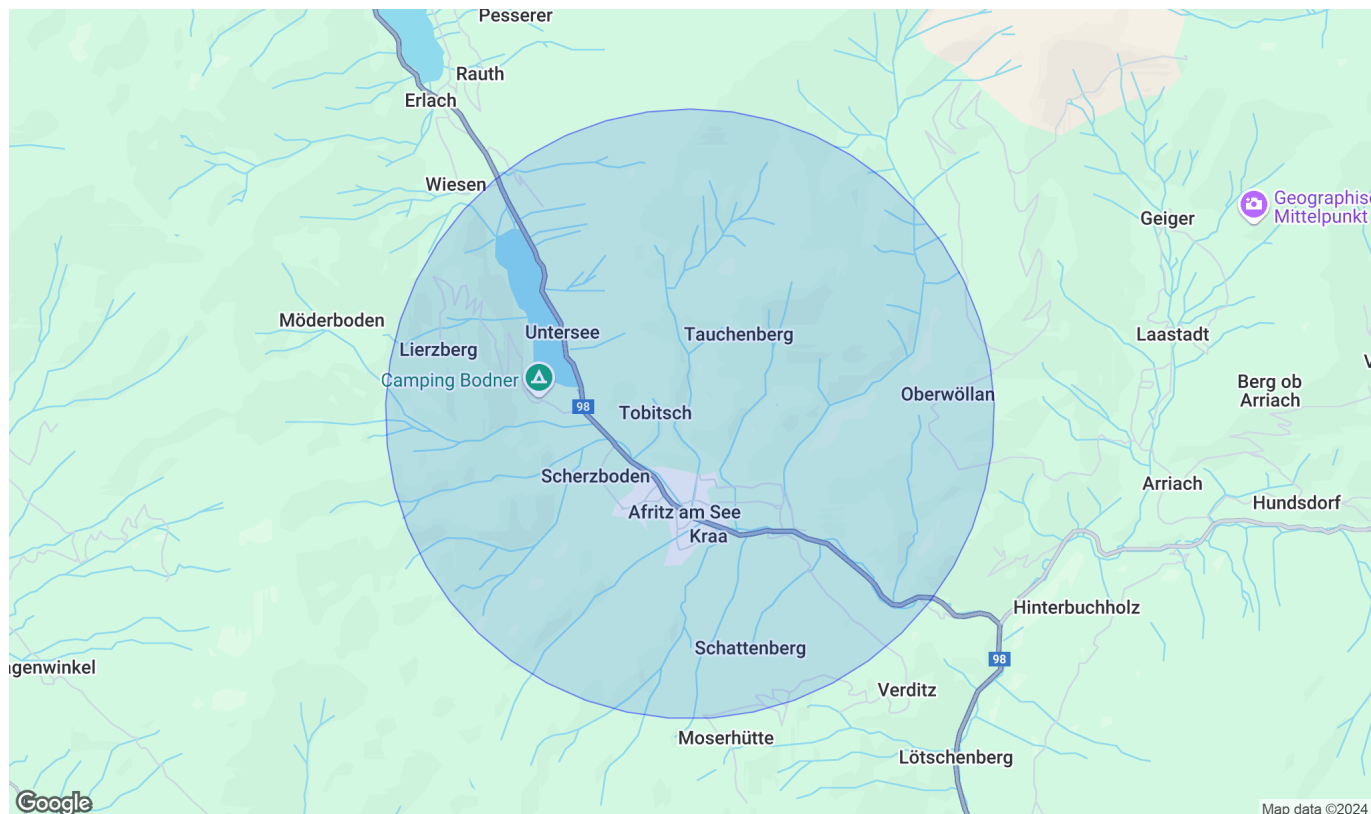 Pesserer
Rauth
Erlach
Wiesen
Geiger
Geographis
Mittelpunkt
Möderboden
Untersee
Tauchenberg
Laastadt
Lierzberg
Camping Bodner
Berg ob
Arriach
Oberwöllan
98
Tobitsch
Scherzboden
Arriach
Hundsdorf
Afritz am See
Kraa
Hinterbuchholz
Schattenberg
98
agenwinkel
Verditz
Moserhütte
Lötschenberg
Google
Map data ©2024